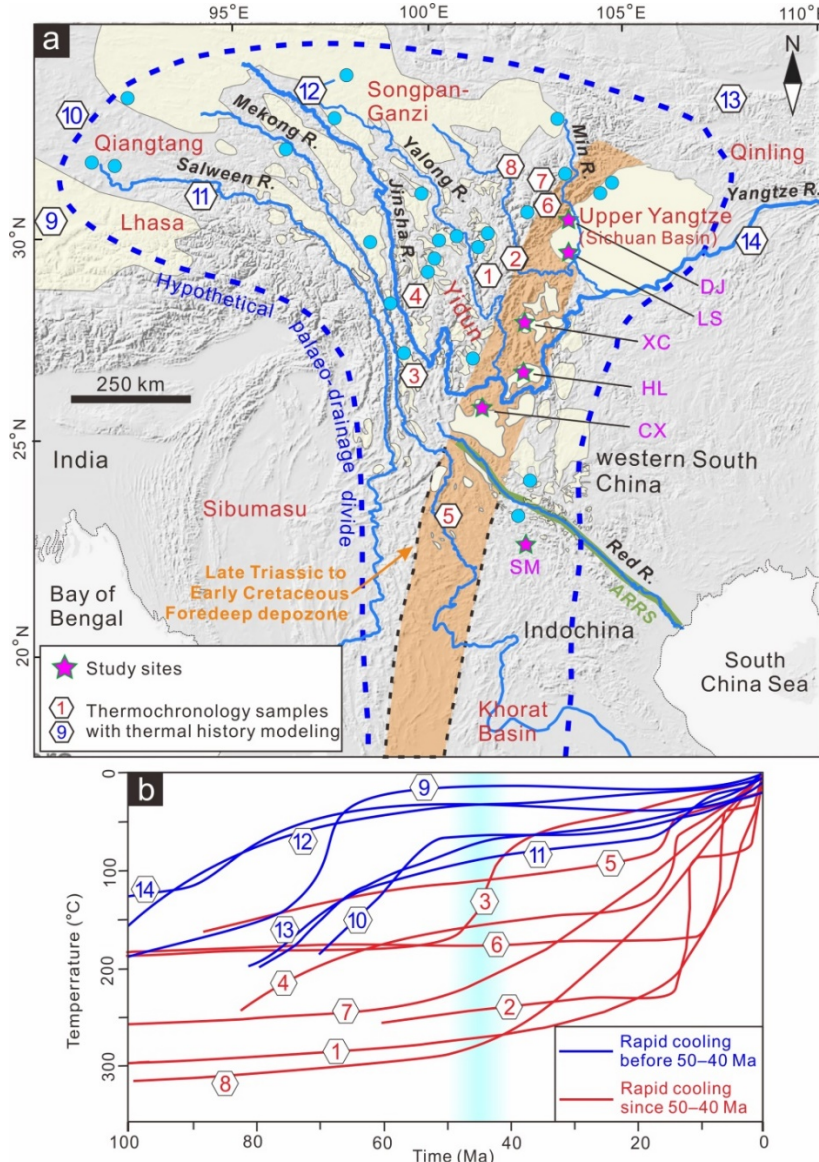 95° 100.0° E 105° 110° E
a
N
12
Songpan-
Ganzi
13
10
Mekong R.
Qiangtang
Salween R.
Yalong R.
Min R.
8
7
Qinling
11
Jinsha R.
6
Yangtze R.
9
Lhasa
Upper Yangtze
(Sichuan Basin)
14
30°N
2
1
DJ
4
LS
Hypothetical palaeo-drainage divide
Yidun
XC
3
250 km
HL
CX
25°N
India
western South
China
Sibumasu
5
Red R.
ARRS
SM
Late Triassic to
Early Cretaceous
Foredeep depozone
Bay of
Bengal
Indochina
20°N
South
China Sea
Khorat
Basin
Study sites
1 Thermochronology samples
9 with thermal history modeling
b
0
9
12
11
14
100
5
3
13
10
6
200
4
7
2
1
300
8
Temperrature (°C)
Rapid cooling
before 50–40 Ma
Rapid cooling
since 50–40 Ma
100 80 60 40 20 0
Time (Ma)